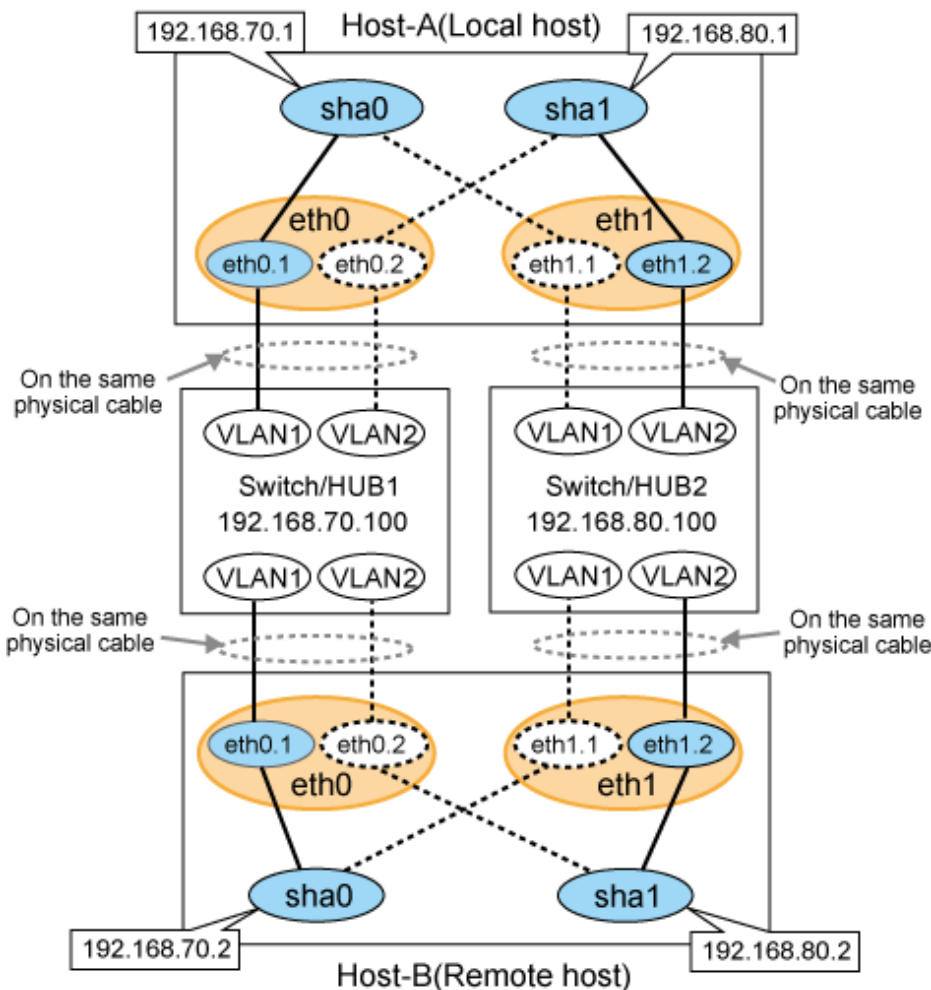 192.168.70.1
Host-A(Local host)
192.168.80.1
sha0
sha1
eth0
eth1
eth0.1
eth0.2
eth1.1
eth1.2
On the same
physical cable
On the same
physical cable
VLAN1
VLAN2
VLAN1
VLAN2
Switch/HUB1
192.168.70.100
Switch/HUB2
192.168.80.100
VLAN1
VLAN2
VLAN1
VLAN2
On the same
physical cable
On the same
physical cable
eth0.1
eth0.2
eth1.1
eth1.2
eth0
eth1
sha0
sha1
192.168.70.2
192.168.80.2
Host-B(Remote host)